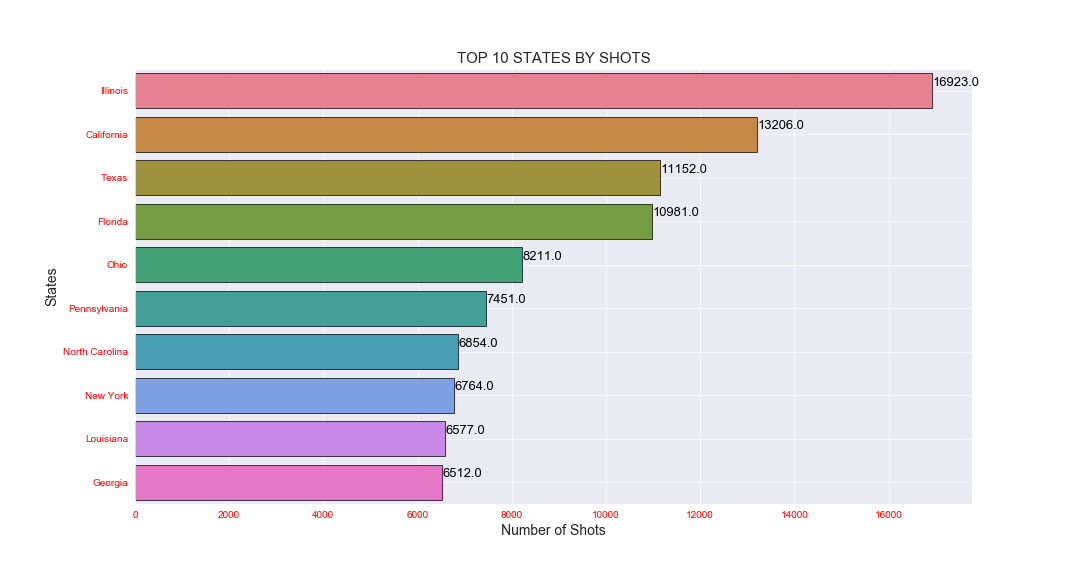 TOP 10 STATES BY SHOTS
States
Illinois 16923.0
California 13206.0
Texas 11152.0
Florida 10981.0
Ohio 8211.0
Pennsylvania 7451.0
North Carolina 6854.0
New York 6764.0
Louisiana 6577.0
Georgia 6512.0
0 2000 4000 6000 8000 10000 12000 14000 16000
Number of Shots